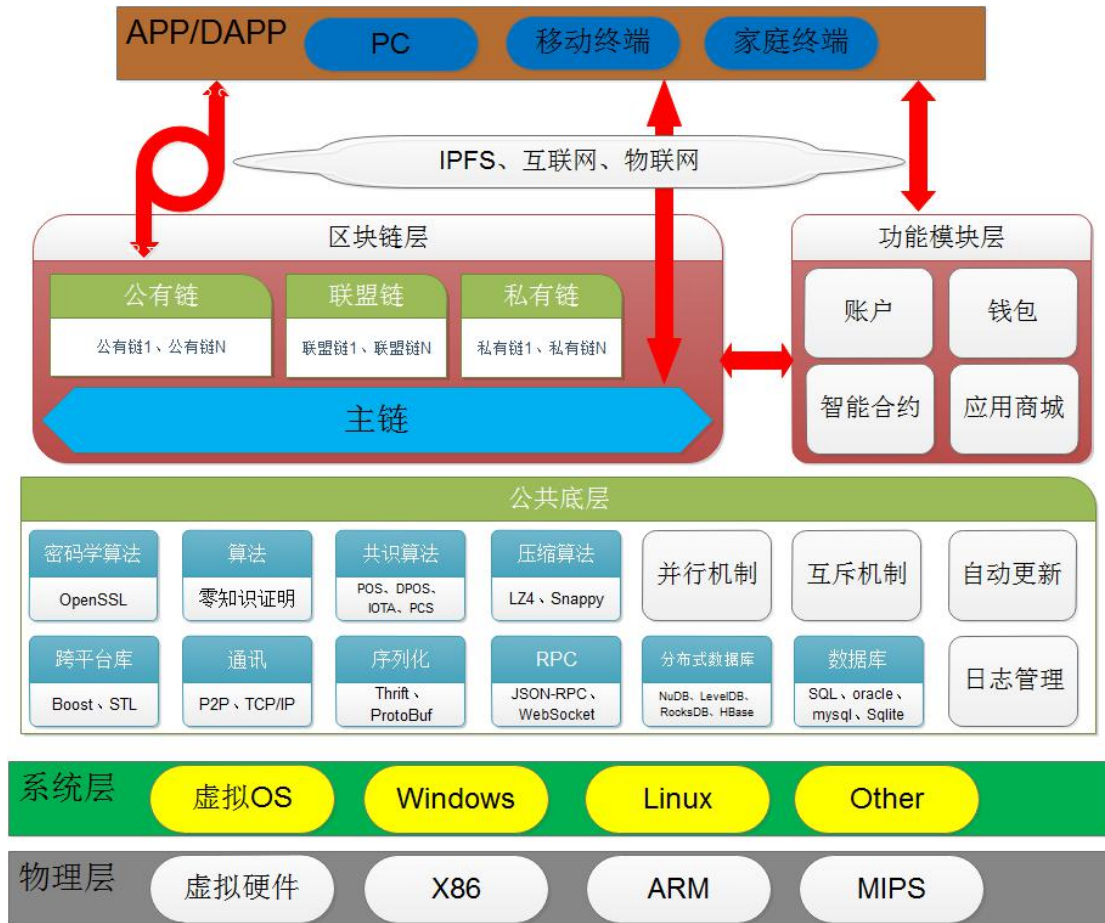 APP/DAPP
PC
移动终端
家庭终端
IPFS、互联网、物联网
区块链层
公有链
公有链1、公有链N
联盟链
联盟链1、联盟链N
私有链
私有链1、私有链N
主链
功能模块层
账户
钱包
智能合约
应用商城
公共底层
密码学算法
OpenSSL
算法
零知识证明
共识算法
POS、DPOS、
IOTA、PCS
压缩算法
LZ4、Snappy
并行机制
互斥机制
自动更新
跨平台库
Boost、STL
通讯
P2P、TCP/IP
序列化
Thrift、
ProtoBuf
RPC
JSON-RPC、
WebSocket
分布式数据库
NuDB、LevelDB、
RooksDB、HBase
数据库
SQL、oracle、
mysql、Sqlite
日志管理
系统层
虚拟OS
Windows
Linux
Other
物理层
虚拟硬件
X86
ARM
MIPS